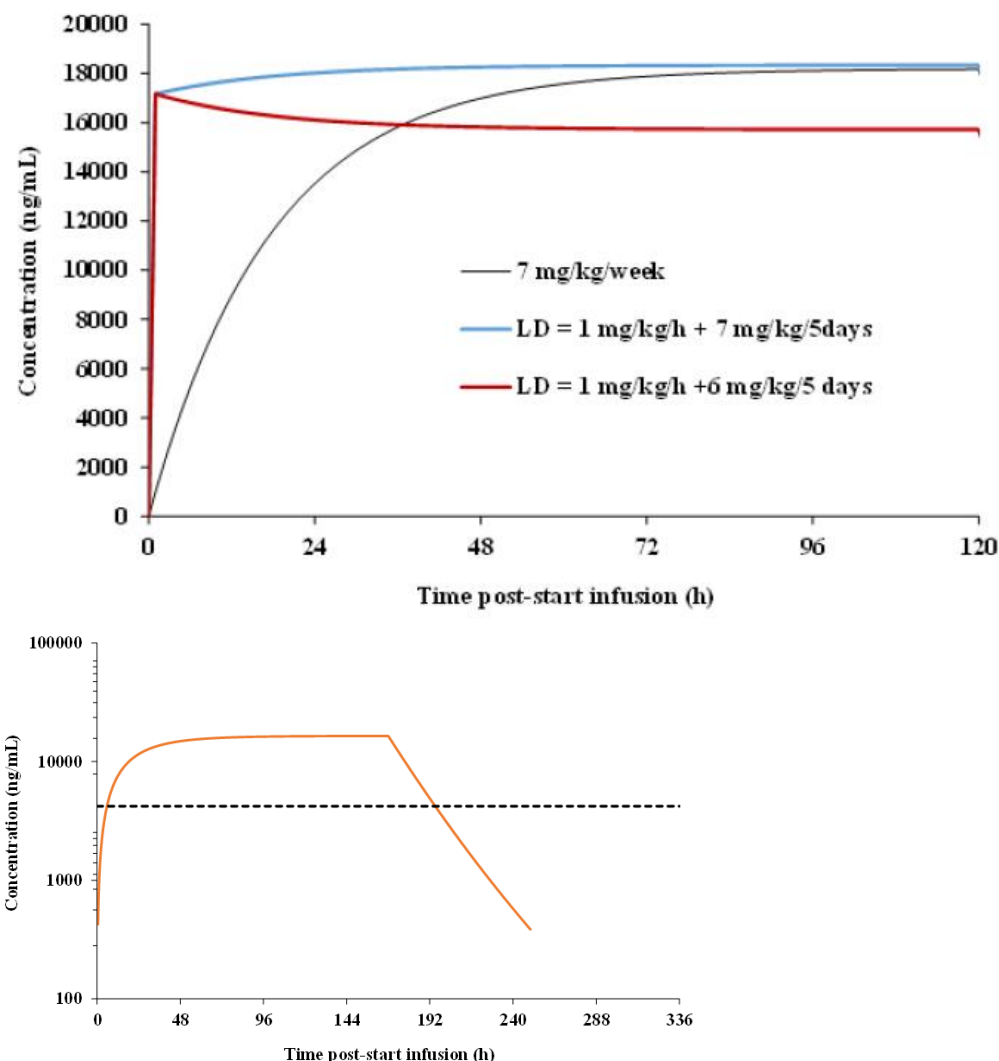 20000
18000
16000
14000
12000
10000
8000
6000
4000
2000
0
Concentration (ng/mL)
7 mg/kg/week
LD = 1 mg/kg/h + 7 mg/kg/5days
LD = 1 mg/kg/h +6 mg/kg/5 days
0 24 48 72 96 120
Time post-start infusion (h)
100000
10000
1000
100
Concentration (ng/mL)
0 48 96 144 192 240 288 336
Time post-start infusion (h)